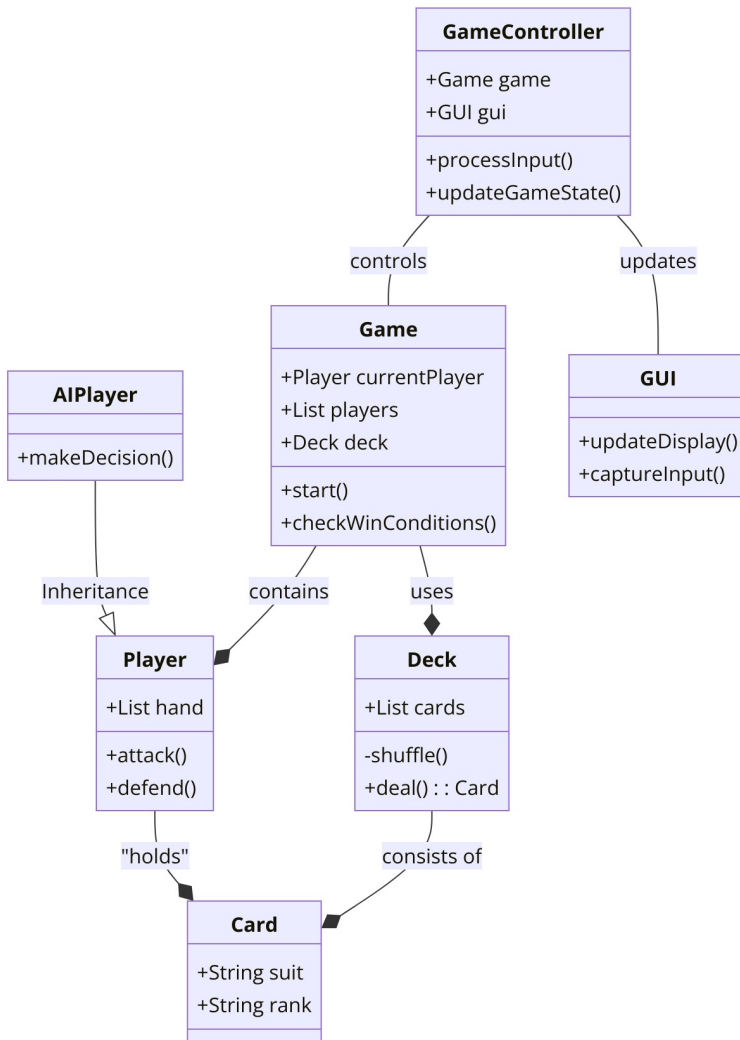 GameController
+Game game
+GUI gui
+processInput()
+updateGameState()
controls
updates
Game
+Player currentPlayer
+List players
+Deck deck
+start()
+checkWinConditions()
GUI
+updateDisplay()
+captureInput()
AIPlayer
+makeDecision()
Inheritance
contains
uses
Player
+List hand
+attack()
+defend()
Deck
+List cards
-shuffle()
+deal() : : Card
"holds"
consists of
Card
+String suit
+String rank